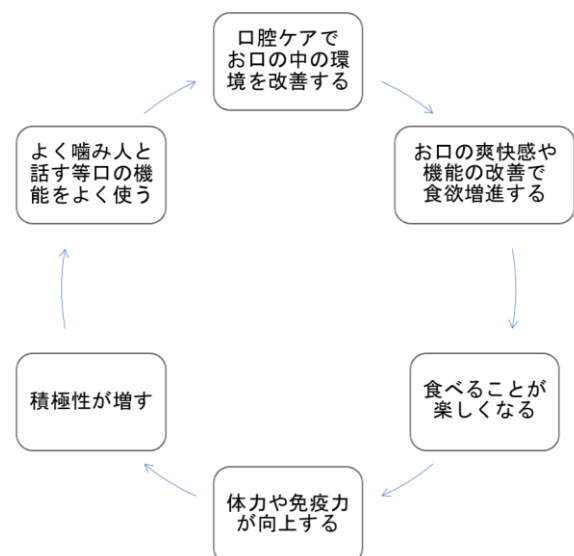 口腔ケアで
お口の中の環
境を改善する
お口の爽快感や
機能の改善で
食欲増進する
食べることが
楽しくなる
体力や免疫力
が向上する
積極性が増す
よく噛み人と
話す等口の機
能をよく使う